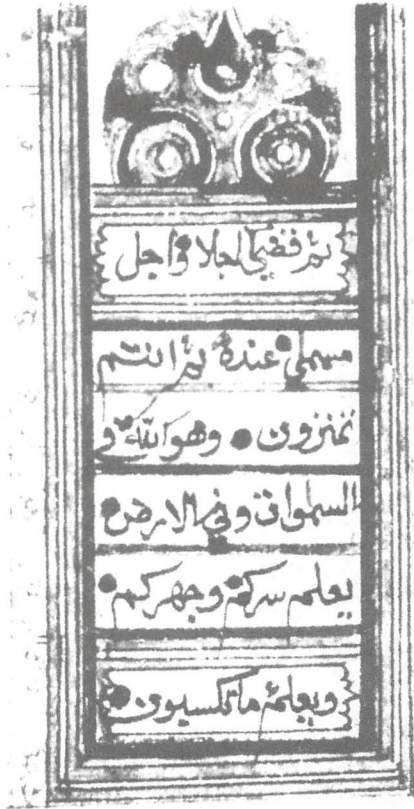 ثم قضى اجلا واجل
مسمى عنده ثم انتم
تمترون وهو الله و
السموات وفي الارض
يعلم سركم وجهركم
ويعلم ما تكسبون